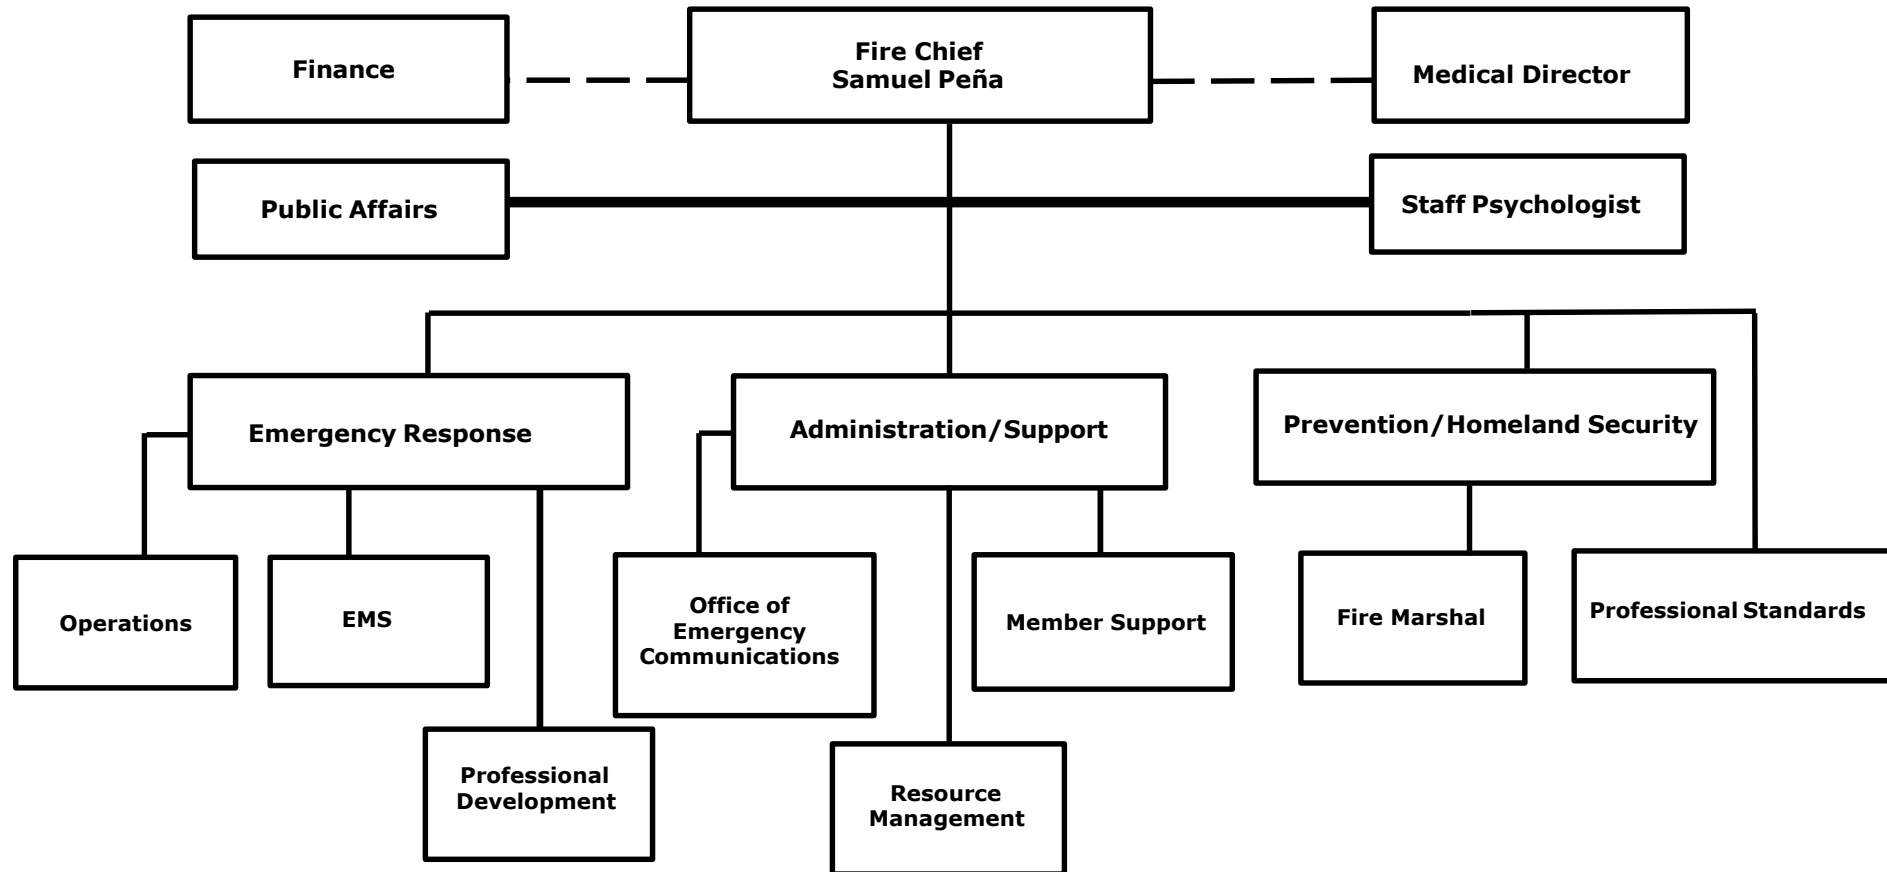 Finance
Fire Chief
Samuel Peña
Medical Director
Public Affairs
Staff Psychologist
Emergency Response
Administration/Support
Prevention/Homeland Security
Operations
EMS
Office of
Emergency
Communications
Member Support
Fire Marshal
Professional Standards
Professional
Development
Resource
Management